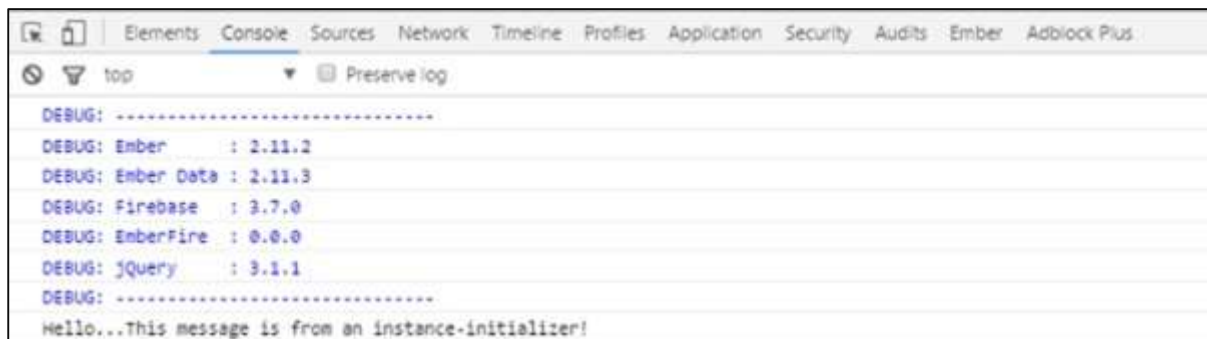 Elements Console Sources Network Timeline Profiles Application Security Audits Ember Adblock Plus
top Preserve log
DEBUG: -------------------------------
DEBUG: Ember : 2.11.2
DEBUG: Ember Data : 2.11.3
DEBUG: Firebase : 3.7.0
DEBUG: EmberFire : 0.0.0
DEBUG: jQuery : 3.1.1
DEBUG: -------------------------------
Hello...This message is from an instance-initializer!